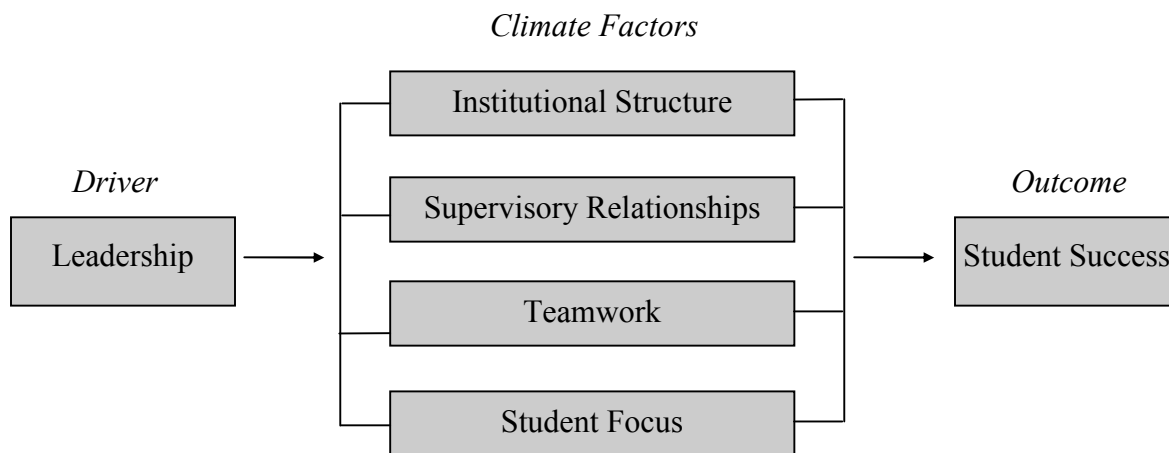 Climate Factors
Institutional Structure
Driver
Supervisory Relationships
Outcome
Leadership
Student Success
Teamwork
Student Focus